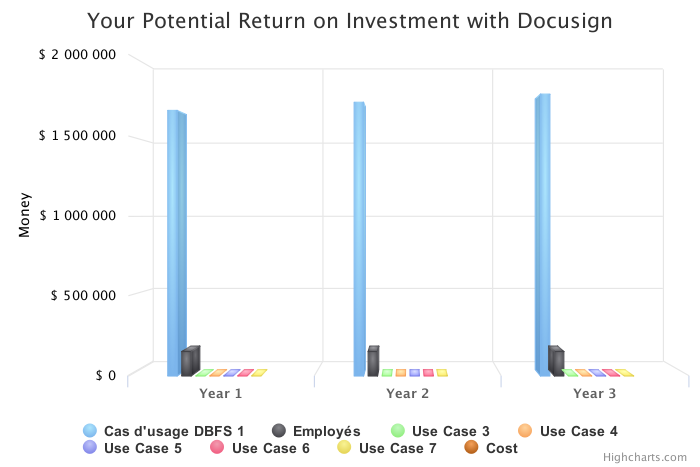 Your Potential Return on Investment with Docusign
$ 2 000 000
$ 1 500 000
$ 1 000 000
$ 500 000
$ 0
Money
Year 1 Year 2 Year 3
Cas d'usage DBFS 1 Employés Use Case 3 Use Case 4
Use Case 5 Use Case 6 Use Case 7 Cost
Highcharts.com